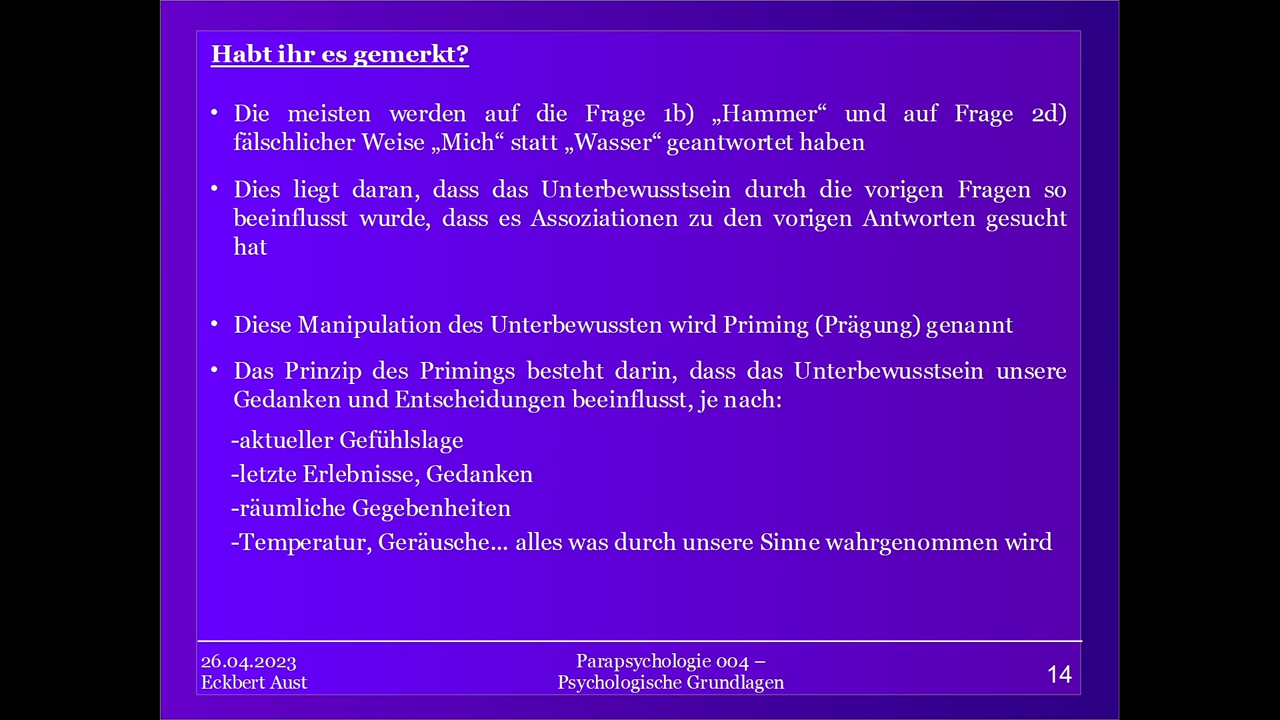 Habt ihr es gemerkt?
• Die meisten werden auf die Frage 1b) „Hammer“ und auf Frage 2d)
fälschlicher Weise „Mich“ statt „Wasser“ geantwortet haben
• Dies liegt daran, dass das Unterbewusstsein durch die vorigen Fragen so
beeinflusst wurde, dass es Assoziationen zu den vorigen Antworten gesucht
hat
• Diese Manipulation des Unterbewussten wird Priming (Prägung) genannt
• Das Prinzip des Primings besteht darin, dass das Unterbewusstsein unsere
Gedanken und Entscheidungen beeinflusst, je nach:
-aktueller Gefühlslage
-letzte Erlebnisse, Gedanken
-räumliche Gegebenheiten
-Temperatur, Geräusche... alles was durch unsere Sinne wahrgenommen wird
26.04.2023
Eckbert Aust
Parapsychologie 004 –
Psychologische Grundlagen
14